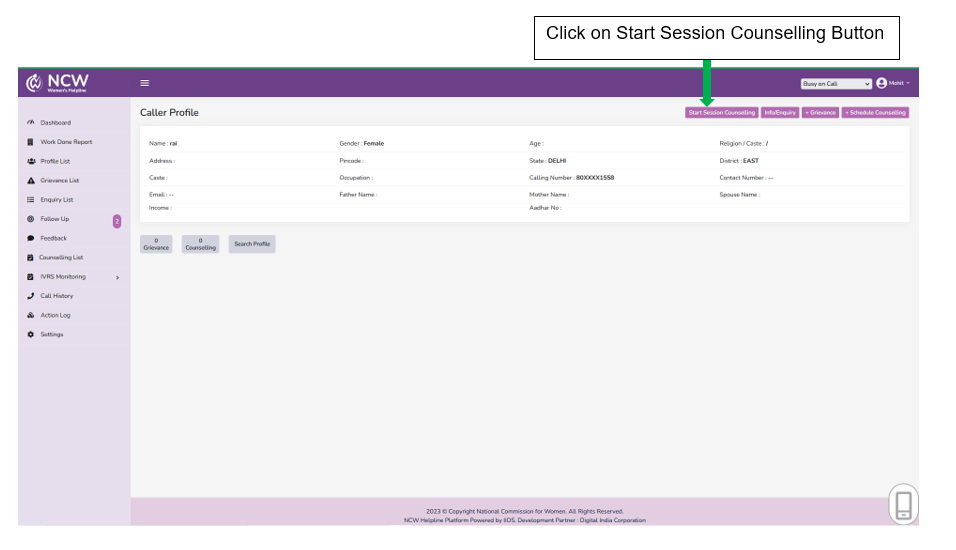 Click on Start Session Counselling Button
NCW
Women's Helpline
Busy on Call
Mohit
Dashboard
Work Done Report
Profile List
Grievance List
Enquiry List
Follow Up
2
Feedback
Counselling List
IVRS Monitoring
Call History
Action Log
Settings
Caller Profile
Start Session Counselling Info/Enquiry + Grievance + Schedule Counselling
Name : rai Gender : Female Age : Religion / Caste : /
Address : Pincode : State : DELHI District : EAST
Caste : Occupation : Calling Number : 80XXXX1558 Contact Number : --
Email : -- Father Name : Mother Name : Spouse Name :
Income : Aadhar No :
0 Grievance
0 Counselling
Search Profile
2023 © Copyright National Commission for Women. All Rights Reserved.
NCW Helpline Platform Powered by IIDS. Development Partner : Digital India Corporation